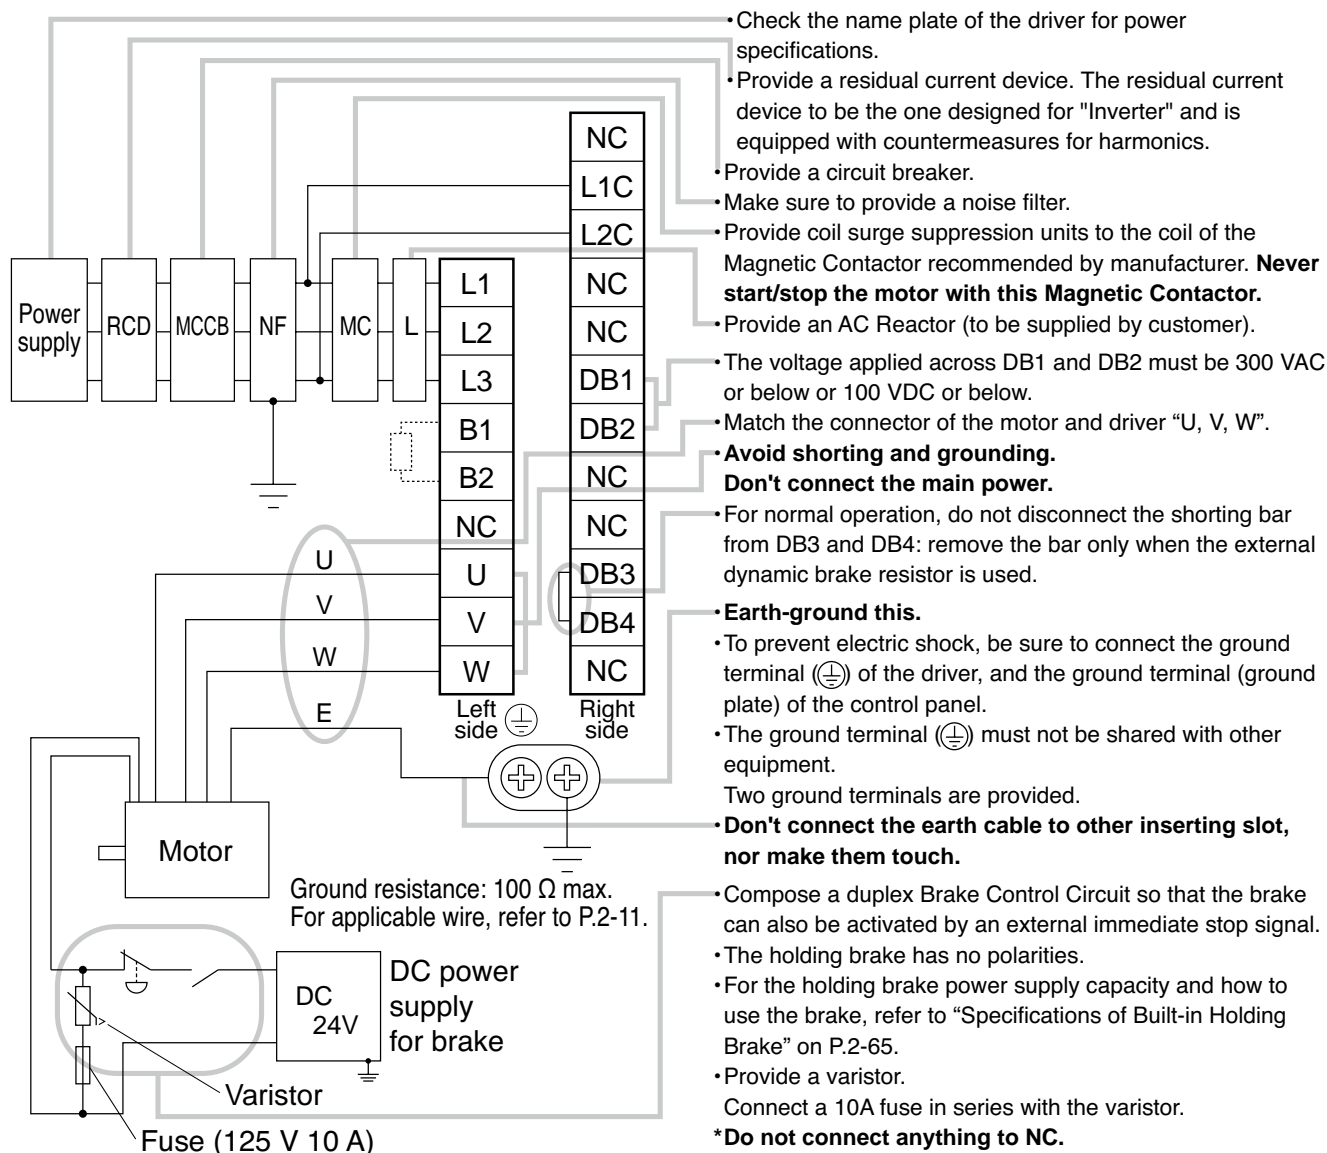 ·Check the name plate of the driver for power
specifications.
·Provide a residual current device. The residual current
device to be the one designed for "Inverter" and is
equipped with countermeasures for harmonics.
·Provide a circuit breaker.
·Make sure to provide a noise filter.
·Provide coil surge suppression units to the coil of the
Magnetic Contactor recommended by manufacturer. Never
start/stop the motor with this Magnetic Contactor.
·Provide an AC Reactor (to be supplied by customer).
·The voltage applied across DB1 and DB2 must be 300 VAC
or below or 100 VDC or below.
·Match the connector of the motor and driver “U, V, W”.
·Avoid shorting and grounding.
Don't connect the main power.
·For normal operation, do not disconnect the shorting bar
from DB3 and DB4: remove the bar only when the external
dynamic brake resistor is used.
·Earth-ground this.
·To prevent electric shock, be sure to connect the ground
terminal (⏚) of the driver, and the ground terminal (ground
plate) of the control panel.
·The ground terminal (⏚) must not be shared with other
equipment.
Two ground terminals are provided.
·Don't connect the earth cable to other inserting slot,
nor make them touch.
·Compose a duplex Brake Control Circuit so that the brake
can also be activated by an external immediate stop signal.
·The holding brake has no polarities.
·For the holding brake power supply capacity and how to
use the brake, refer to “Specifications of Built-in Holding
Brake” on P.2-65.
·Provide a varistor.
Connect a 10A fuse in series with the varistor.
*Do not connect anything to NC.
Power
supply
RCD
MCCB
NF
MC
L
L1
L2
L3
B1
B2
NC
U
V
W
Left
side
NC
L1C
L2C
NC
NC
DB1
DB2
NC
NC
DB3
DB4
NC
Right
side
U
V
W
E
Motor
Ground resistance: 100 Ω max.
For applicable wire, refer to P.2-11.
DC
24V
DC power
supply
for brake
Varistor
Fuse (125 V 10 A)